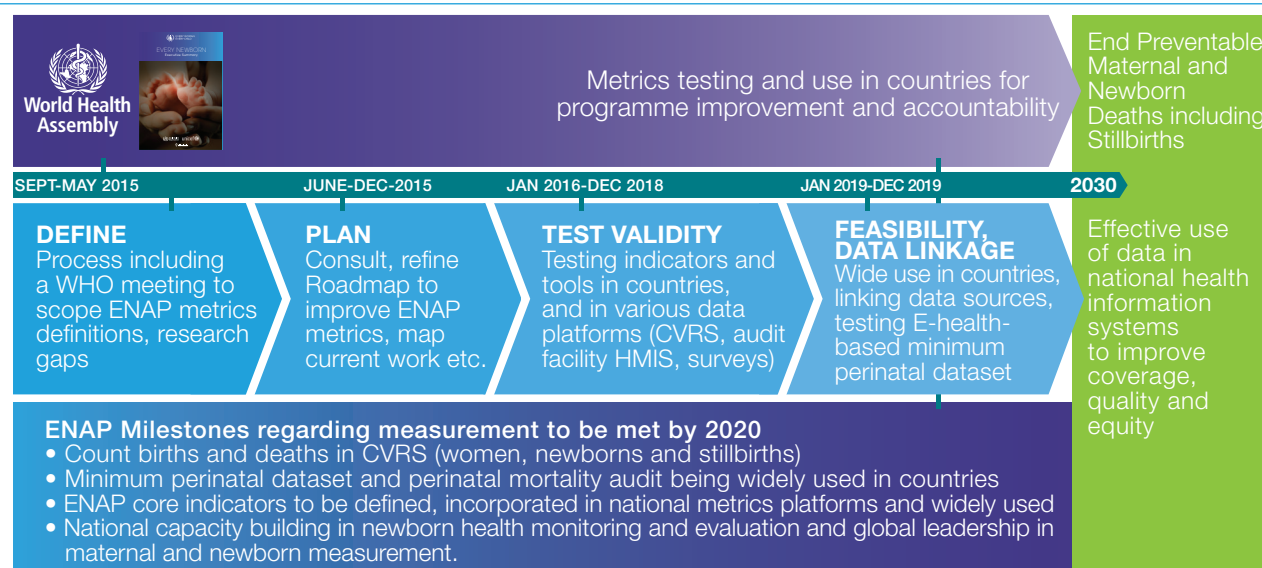 World Health
Assembly
EVERY NEWBORN
Executive Summary
Metrics testing and use in countries for
programme improvement and accountability
End Preventable
Maternal and
Newborn
Deaths including
Stillbirths
SEPT-MAY 2015
JUNE-DEC-2015
JAN 2016-DEC 2018
JAN 2019-DEC 2019
2030
DEFINE
Process including
a WHO meeting to
scope ENAP metrics
definitions, research
gaps
PLAN
Consult, refine
Roadmap to
improve ENAP
metrics, map
current work etc.
TEST VALIDITY
Testing indicators and
tools in countries,
and in various data
platforms (CVRS, audit
facility HMIS, surveys)
FEASIBILITY,
DATA LINKAGE
Wide use in countries,
linking data sources,
testing E-health-
based minimum
perinatal dataset
Effective use
of data in
national health
information
systems
to improve
coverage,
quality and
equity
ENAP Milestones regarding measurement to be met by 2020
• Count births and deaths in CVRS (women, newborns and stillbirths)
• Minimum perinatal dataset and perinatal mortality audit being widely used in countries
• ENAP core indicators to be defined, incorporated in national metrics platforms and widely used
• National capacity building in newborn health monitoring and evaluation and global leadership in
maternal and newborn measurement.